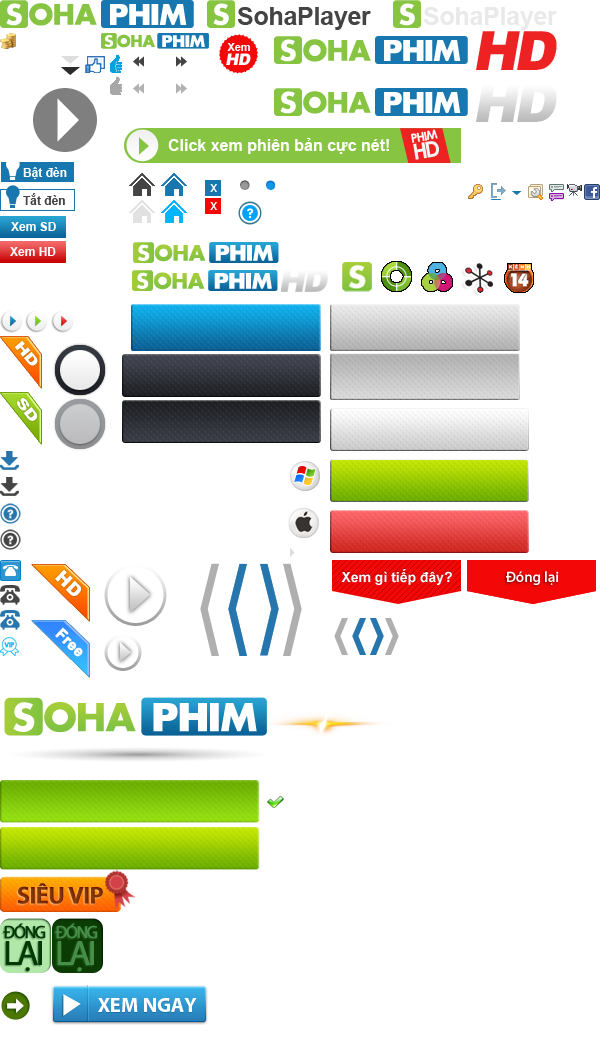 SOHA PHIM
SohaPlayer
SohaPlayer
SOHA PHIM
Xem HD
SOHA PHIM HD
SOHA PHIM HD
Click xem phiên bản cực nét!
PHIM HD
Bật đèn
Tắt đèn
Xem SD
Xem HD
X
X
?
SOHA PHIM
SOHA PHIM HD
S
14
HD
SD
?
?
VIP
HD
Free
Xem gì tiếp đây?
Đóng lại
SOHA PHIM
SIÊU VIP
ĐÓNG LẠI
ĐÓNG LẠI
XEM NGAY